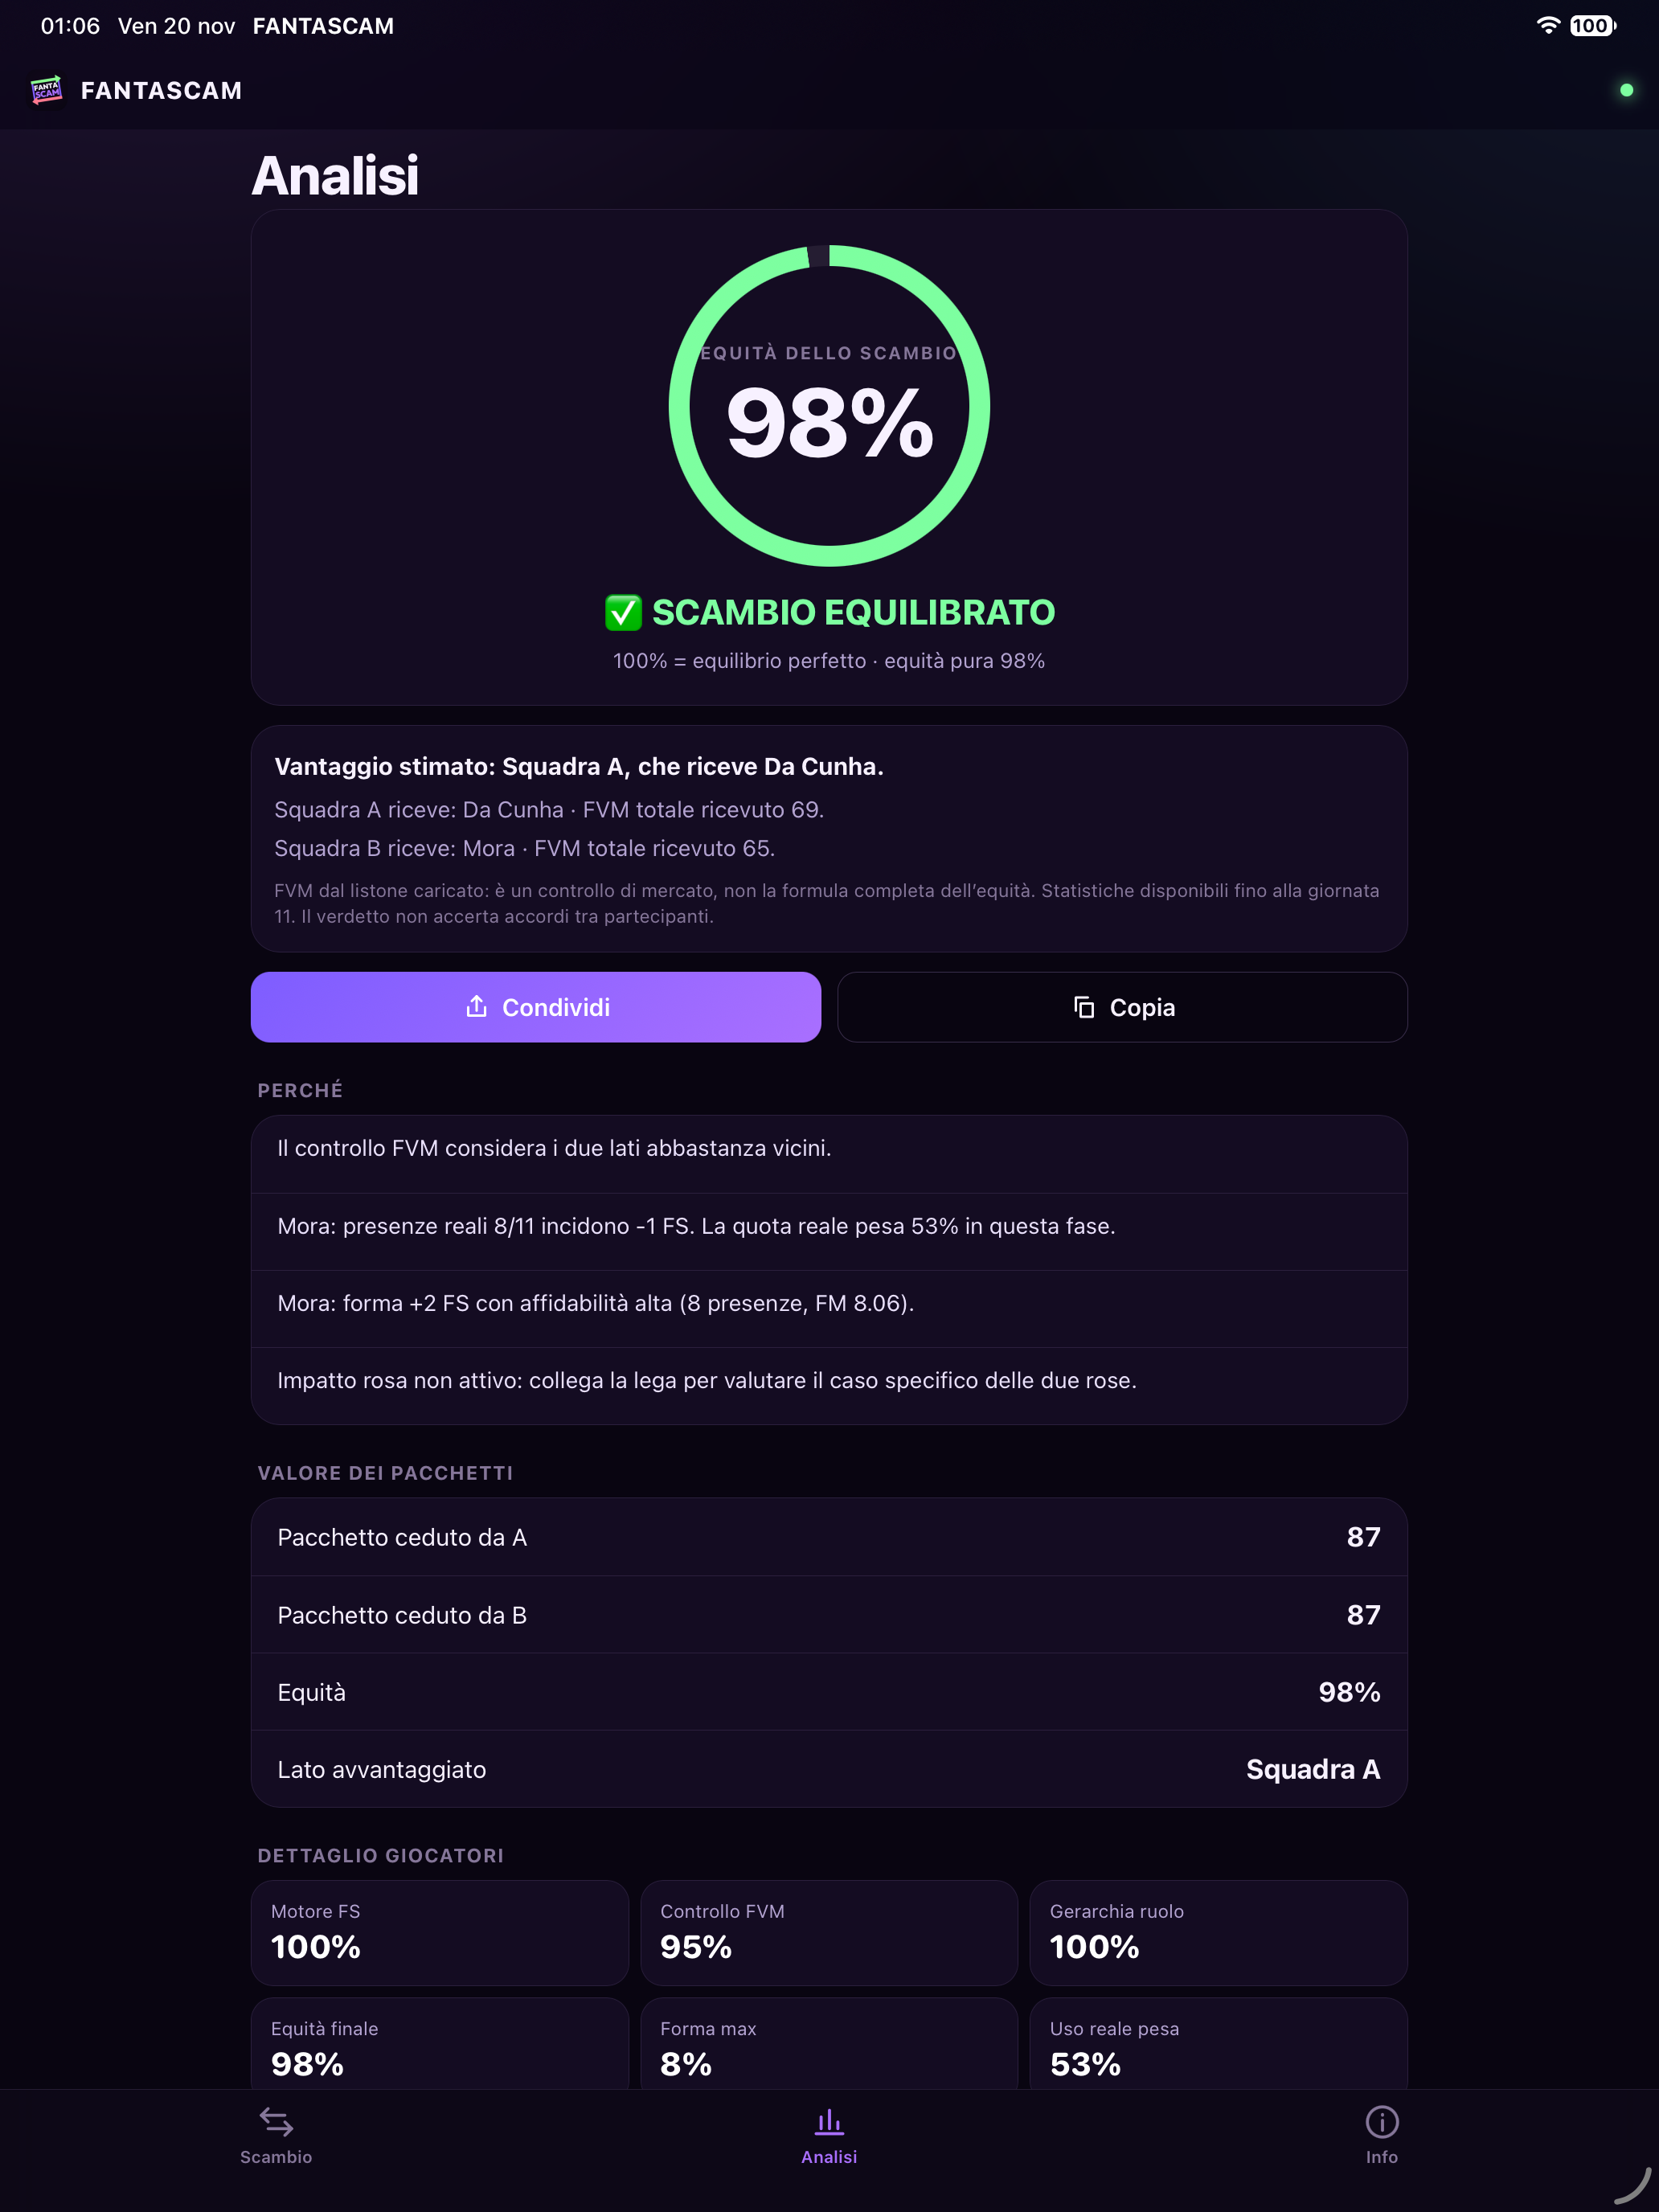 01:06 Ven 20 nov FANTASCAM
100
FANTA
SCAM
FANTASCAM
Analisi
EQUITÀ DELLO SCAMBIO
98%
✅ SCAMBIO EQUILIBRATO
100% = equilibrio perfetto · equità pura 98%
Vantaggio stimato: Squadra A, che riceve Da Cunha.
Squadra A riceve: Da Cunha · FVM totale ricevuto 69.
Squadra B riceve: Mora · FVM totale ricevuto 65.
FVM dal listone caricato: è un controllo di mercato, non la formula completa dell’equità. Statistiche disponibili fino alla giornata
11. Il verdetto non accerta accordi tra partecipanti.
Condividi
Copia
PERCHÉ
Il controllo FVM considera i due lati abbastanza vicini.
Mora: presenze reali 8/11 incidono -1 FS. La quota reale pesa 53% in questa fase.
Mora: forma +2 FS con affidabilità alta (8 presenze, FM 8.06).
Impatto rosa non attivo: collega la lega per valutare il caso specifico delle due rose.
VALORE DEI PACCHETTI
Pacchetto ceduto da A 87
Pacchetto ceduto da B 87
Equità 98%
Lato avvantaggiato Squadra A
DETTAGLIO GIOCATORI
Motore FS
100%
Controllo FVM
95%
Gerarchia ruolo
100%
Equità finale
98%
Forma max
8%
Uso reale pesa
53%
Scambio
Analisi
Info